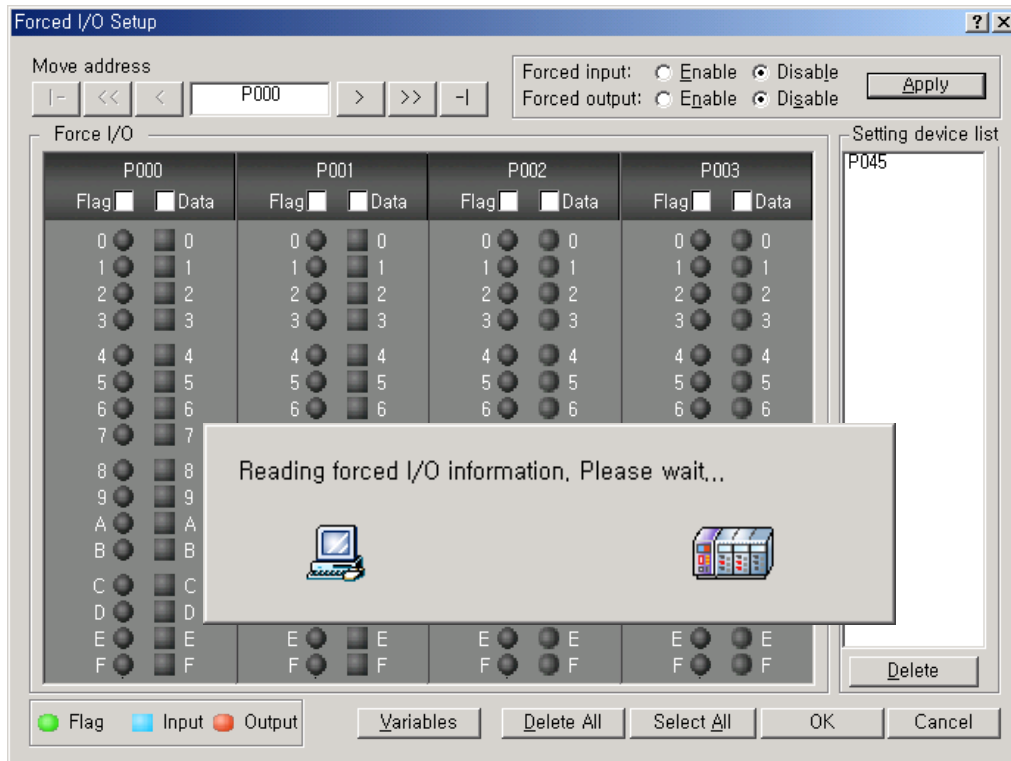 Forced I/O Setup
? X
Move address
|- << < P000 > >> -|
Forced input: Enable Disable
Forced output: Enable Disable
Apply
Force I/O
Setting device list
P000 P001 P002 P003
Flag Data Flag Data Flag Data Flag Data
P045
0 0 0 0 0 0 0 0
1 1 1 1 1 1 1 1
2 2 2 2 2 2 2 2
3 3 3 3 3 3 3 3
4 4 4 4 4 4 4 4
5 5 5 5 5 5 5 5
6 6 6 6 6 6 6 6
7 7
8 8
9 9
A A
B B
C C
D D
Reading forced I/O information, Please wait,,,
E E E E E E E E
F F F F F F F F
Delete
Flag Input Output
Variables Delete All Select All OK Cancel